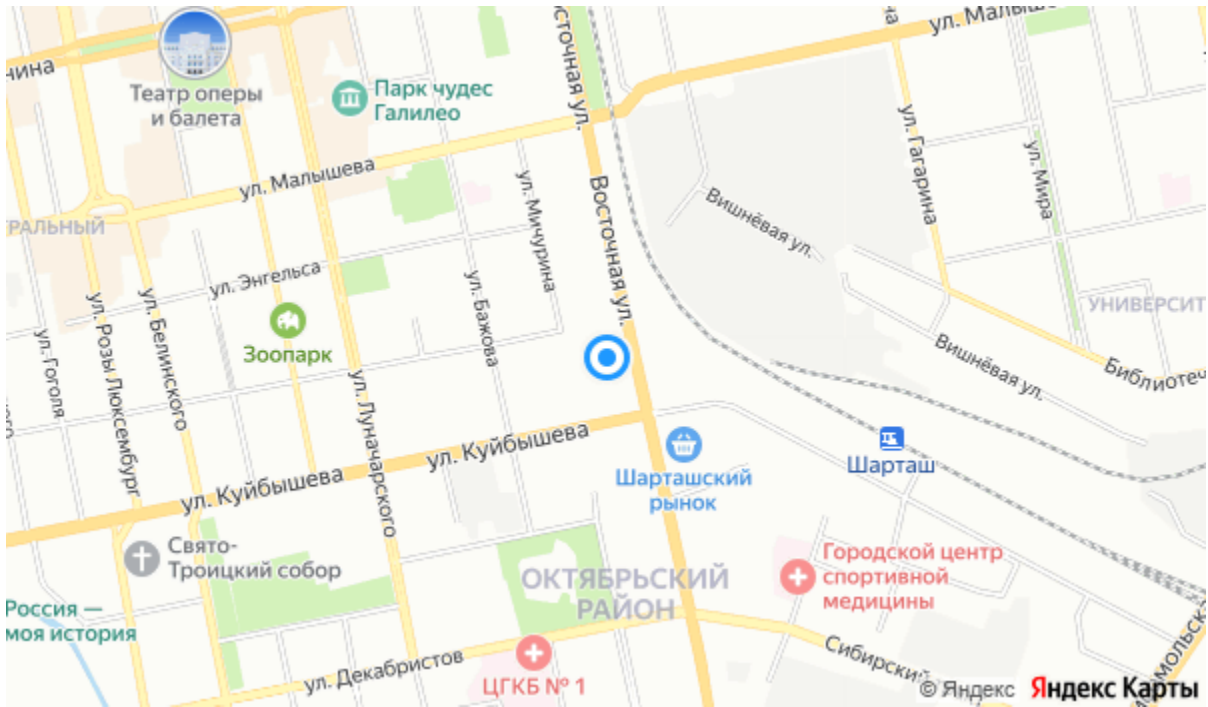 ул. Малыше
Восточная ул.
Театр оперы
и балета
Парк чудес
Галилео
ул. Гагарина
ул. Мира
ул. Малышева
ул. Мичурина
Восточная ул.
Вишнёвая ул.
ТРАЛЬНЫЙ
ул. Энгельса
ул. Бажова
УНИВЕРСИТ
ул. Гоголя
ул. Розы Люксембург
ул. Белинского
Зоопарк
ул. Луначарского
Вишнёвая ул.
Библиотеч
ул. Куйбышева
Шарташ
Шарташский
рынок
ул. Куйбышева
Свято-
Троицкий собор
Городской центр
спортивной
медицины
ОКТЯБРЬСКИЙ
РАЙОН
Россия —
моя история
ул. Декабристов
ЦГКБ № 1
Сибирский
© Яндекс Яндекс Карты